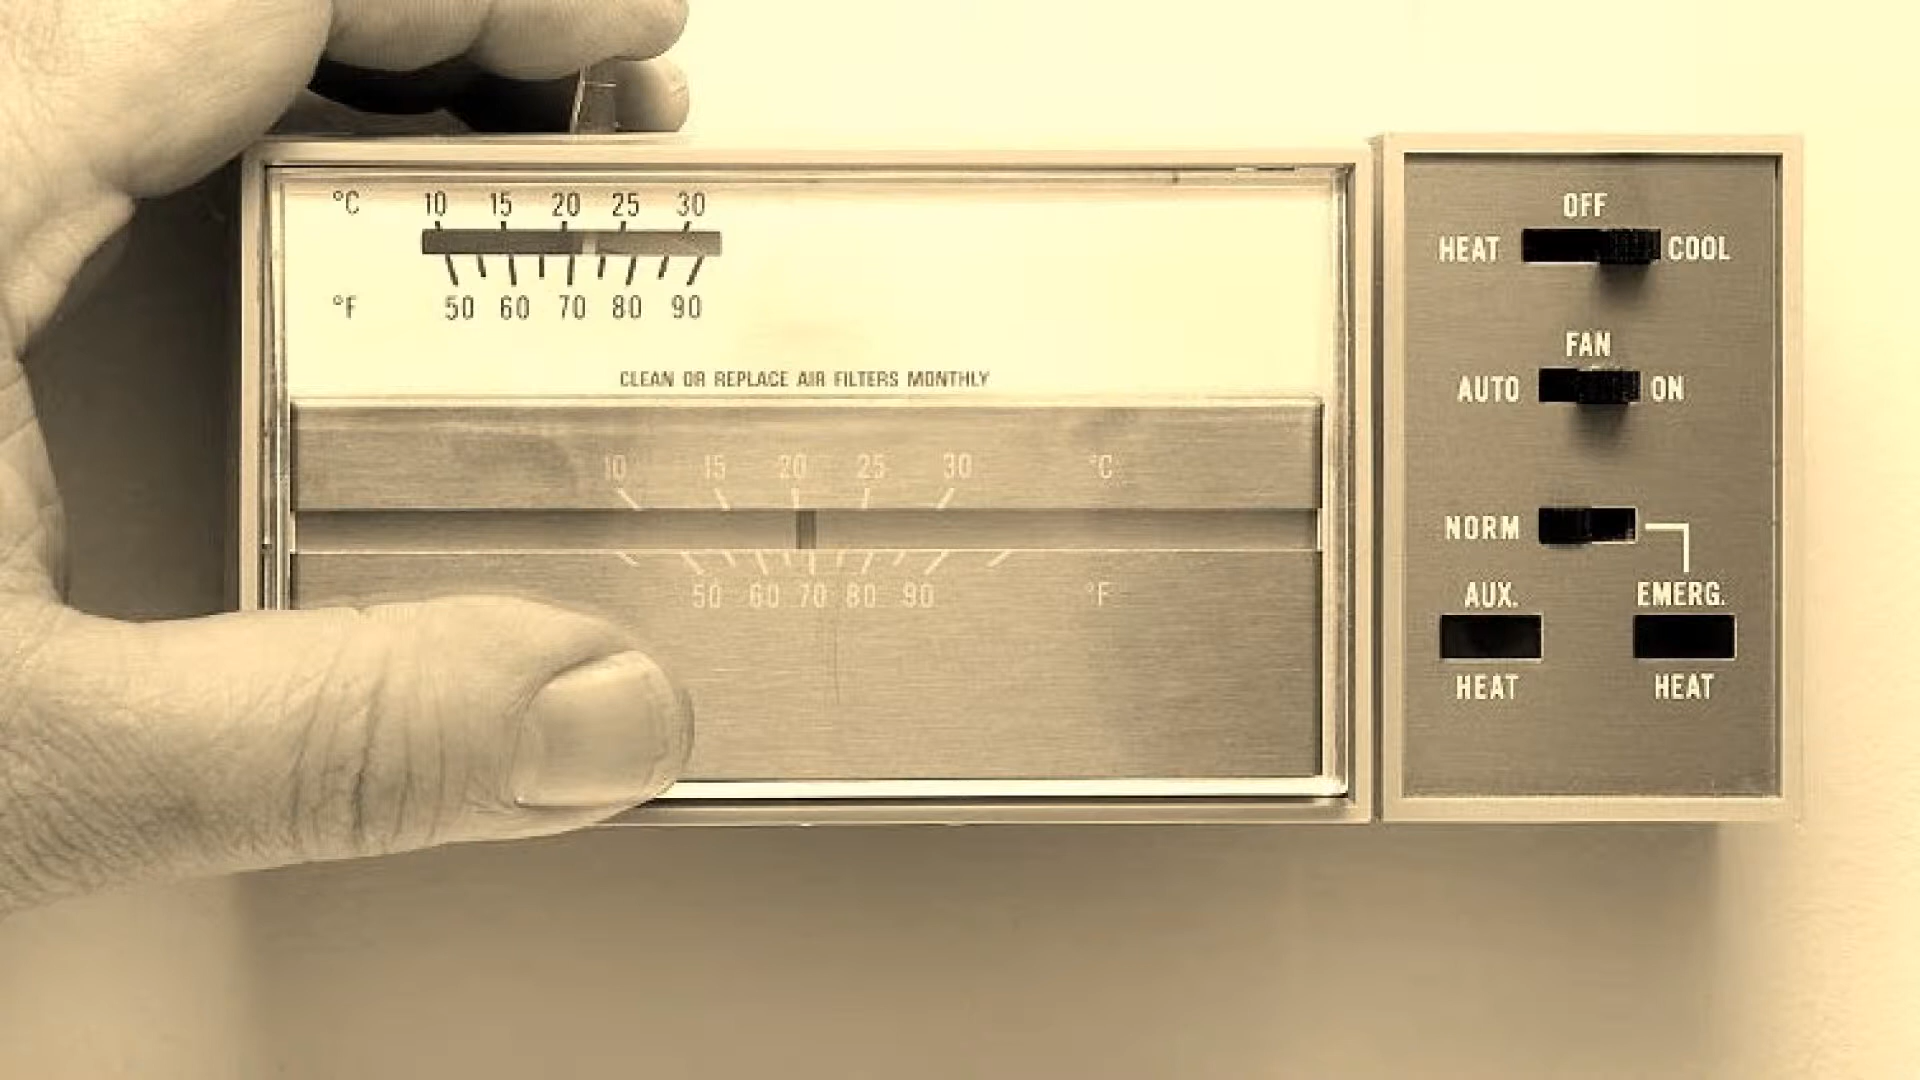 °C 10 15 20 25 30
°F 50 60 70 80 90
CLEAN OR REPLACE AIR FILTERS MONTHLY
10 15 20 25 30 °C
50 60 70 80 90 °F
OFF
HEAT COOL
FAN
AUTO ON
NORM
AUX. EMERG.
HEAT HEAT